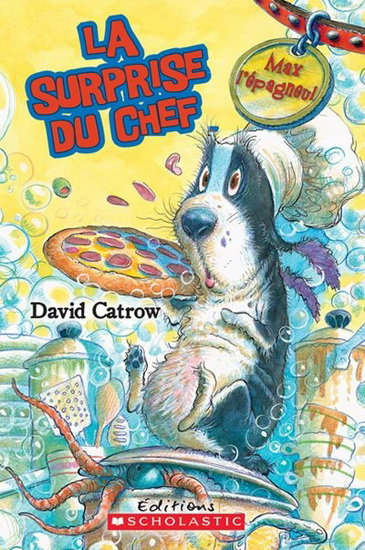 LA
SURPRISE
DU CHEF
Max
l'épagneul
David Catrow
Éditions
SCHOLASTIC